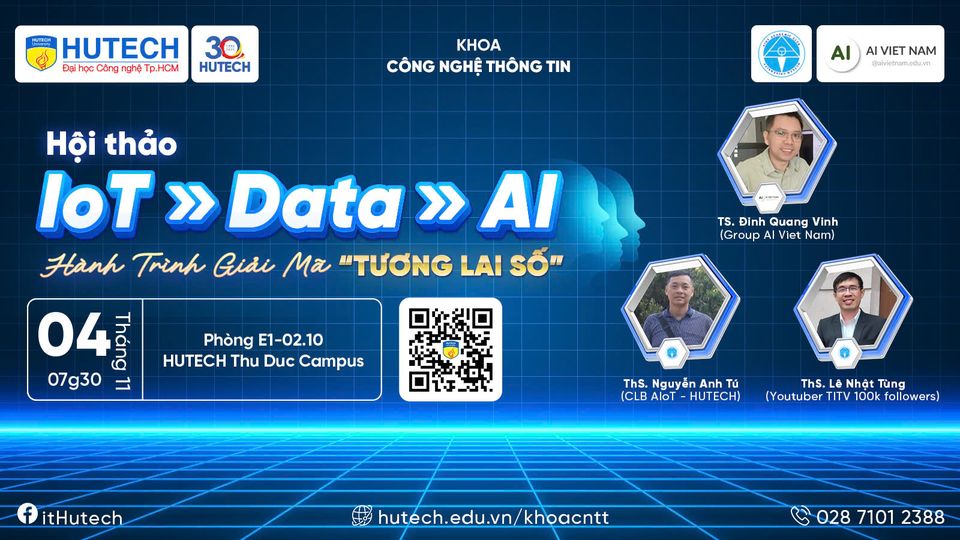 HUTECH
University
HUTECH
Đại học Công nghệ Tp.HCM
30
HUTECH
KHOA
CÔNG NGHỆ THÔNG TIN
AI
AI VIET NAM
@aivietnam.edu.vn
Hội thảo
IoT » Data » AI
Hành Trình Giải Mã “TƯƠNG LAI SỐ”
04
Tháng 11
07g30
Phòng E1-02.10
HUTECH Thu Duc Campus
TS. Đinh Quang Vinh
(Group AI Viet Nam)
ThS. Nguyễn Anh Tú
(CLB AIoT - HUTECH)
ThS. Lê Nhật Tùng
(Youtuber TITV 100k followers)
itHutech
hutech.edu.vn/khoacntt
028 7101 2388